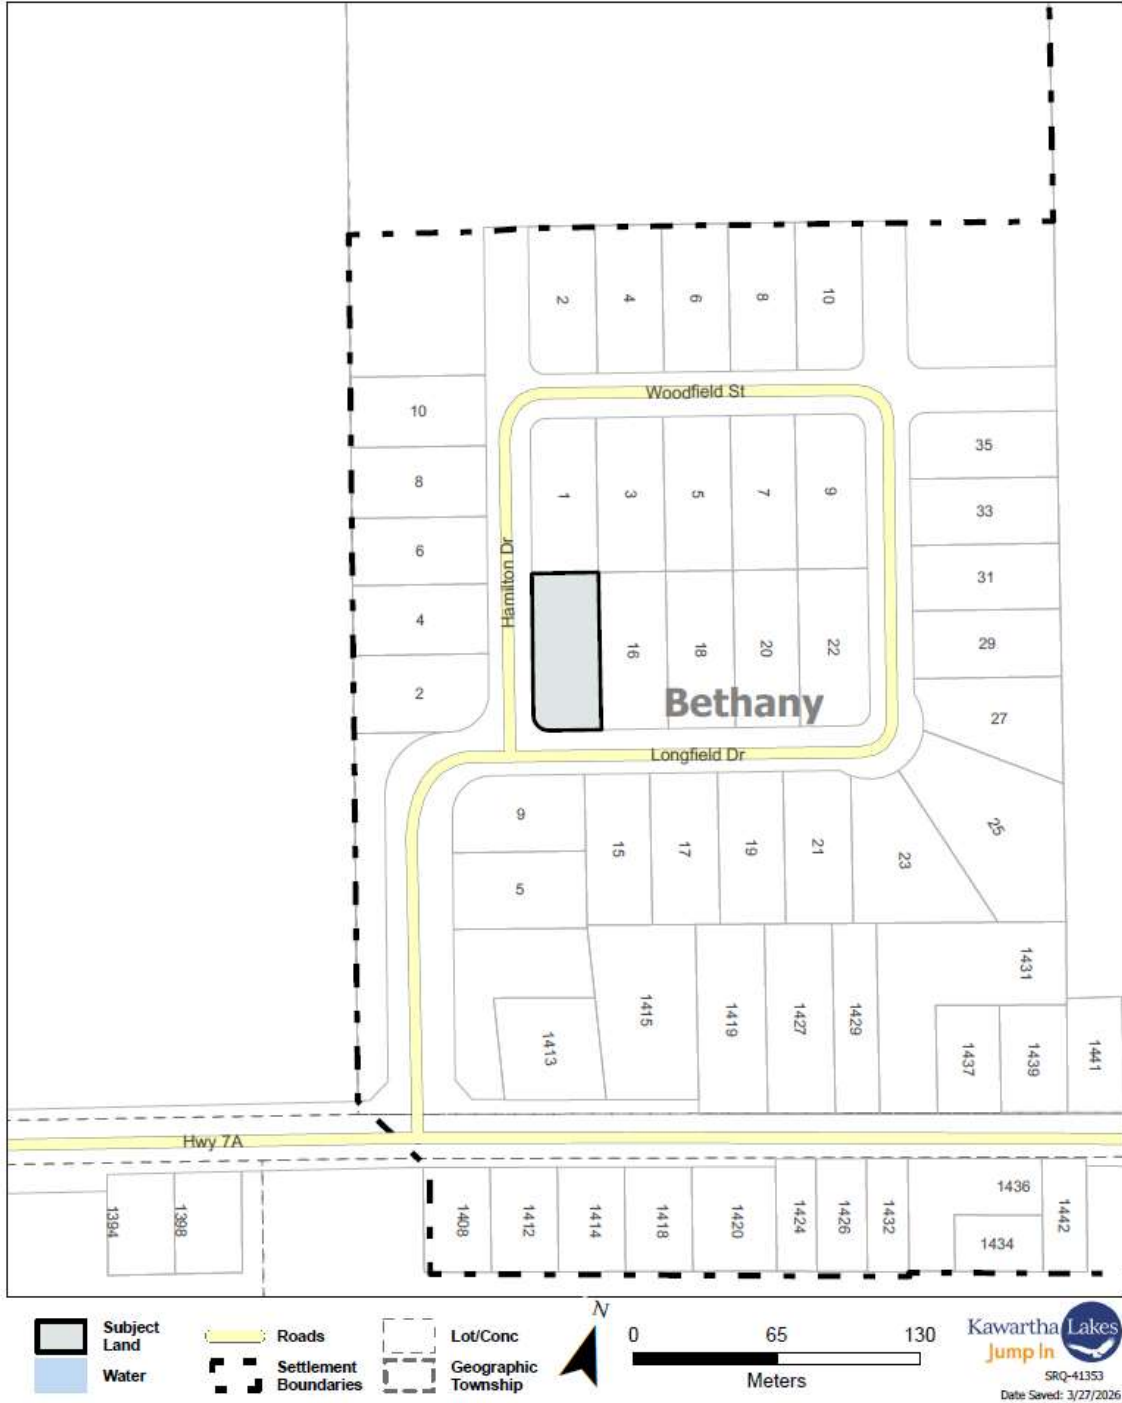 2
4
6
8
10
Woodfield St
10
8
6
4
2
Hamilton Dr
1
3
5
7
9
35
33
31
29
27
25
16
18
20
22
Bethany
Longfield Dr
9
5
15
17
19
21
23
1413
1415
1419
1427
1429
1431
1437
1439
1441
Hwy 7A
1394
1398
1408
1412
1414
1418
1420
1424
1426
1432
1436
1434
1442
Subject
Land
Water
Roads
Settlement
Boundaries
Lot/Conc
Geographic
Township
N
0 65 130
Meters
Kawartha Lakes
Jump In
SRQ-41353
Date Saved: 3/27/2026